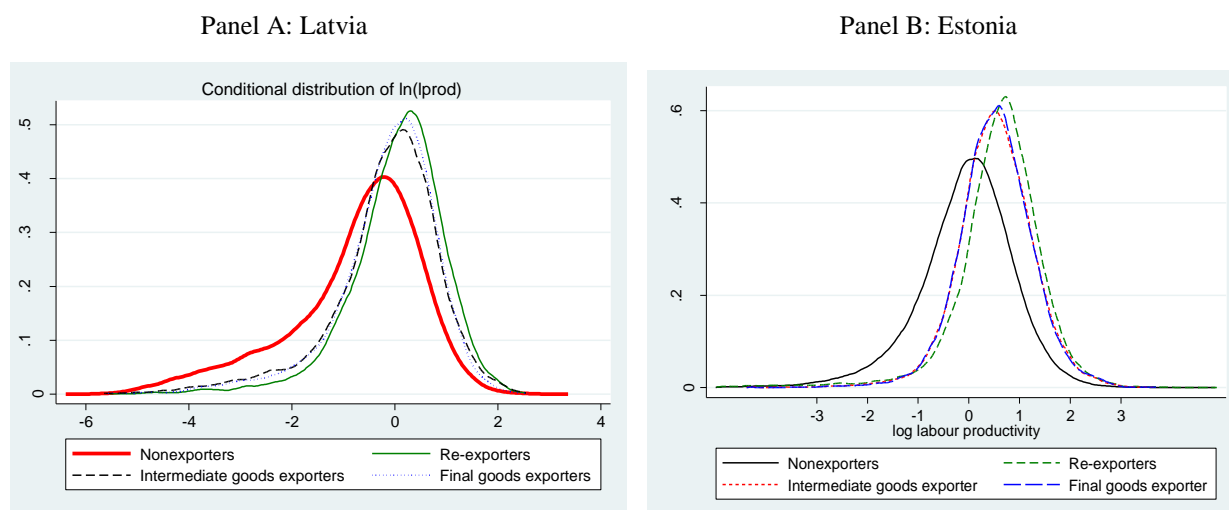 Panel A: Latvia
Conditional distribution of ln(lprod)
.5
.4
.3
.2
.1
0
-6 -4 -2 0 2 4
Nonexporters Re-exporters
Intermediate goods exporters Final goods exporters
Panel B: Estonia
.6
.4
.2
0
-3 -2 -1 0 1 2 3
log labour productivity
Nonexporters Re-exporters
Intermediate goods exporter Final goods exporter